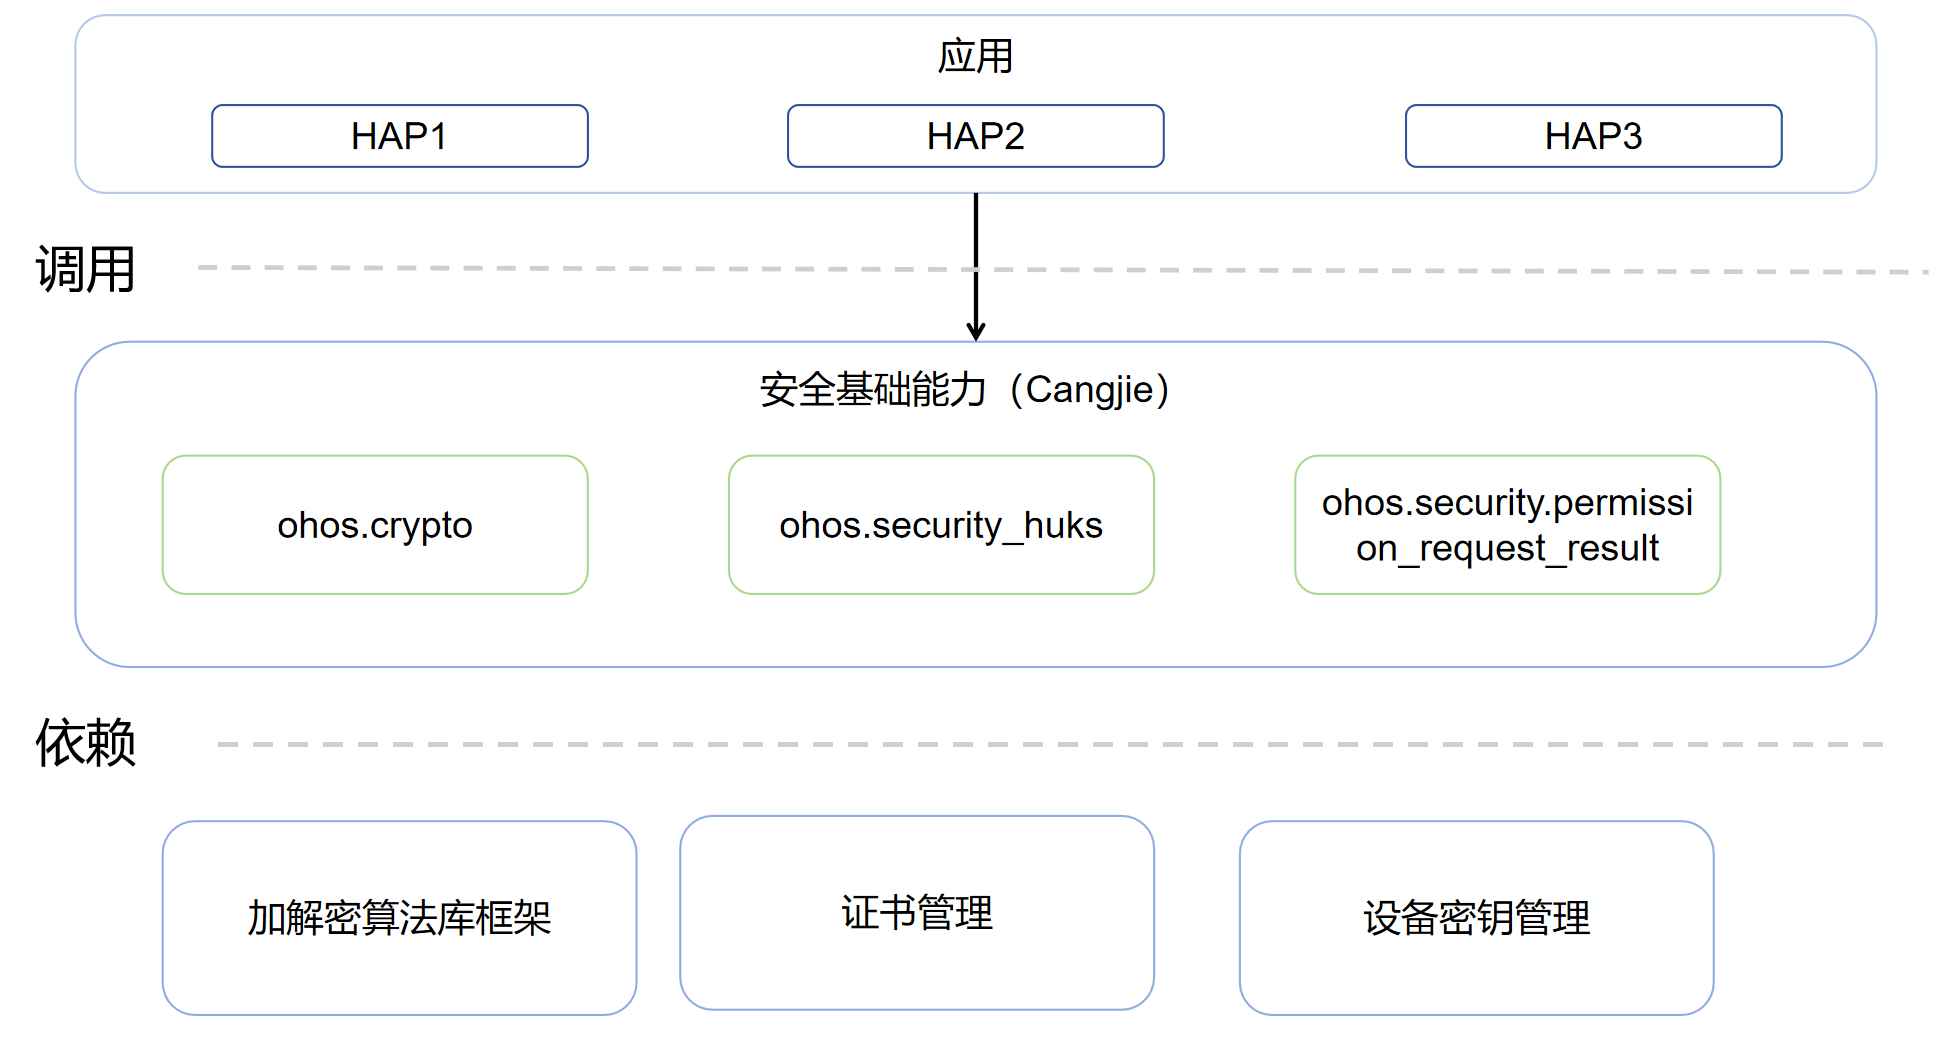 应用
HAP1
HAP2
HAP3
调用
安全基础能力（Cangjie）
ohos.crypto
ohos.security_huks
ohos.security.permissi
on_request_result
依赖
加解密算法库框架
证书管理
设备密钥管理